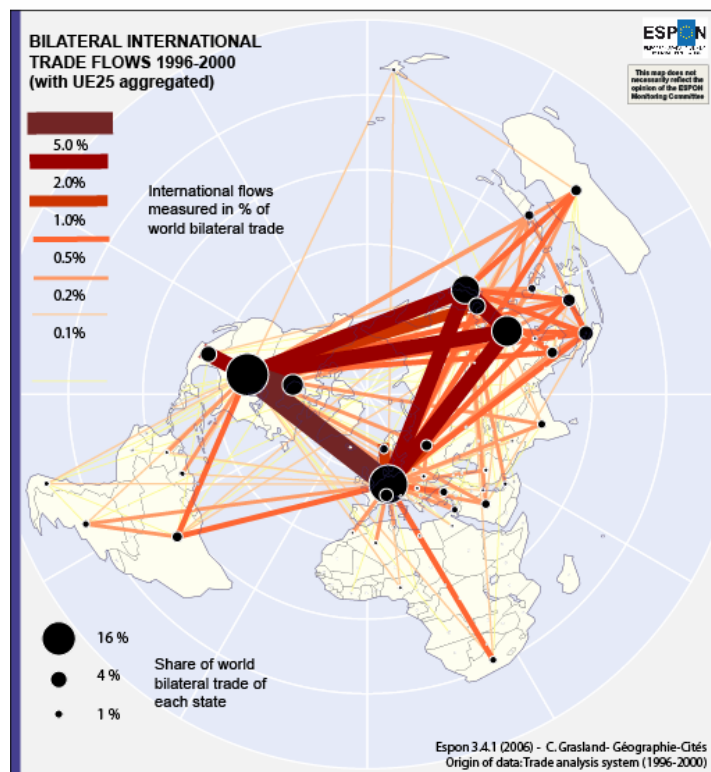 BILATERAL INTERNATIONAL
TRADE FLOWS 1996-2000
(with UE25 aggregated)
ESPON
This map does not
necessarily reflect the
opinion of the ESPON
Monitoring Committee
5.0 %
2.0%
1.0%
0.5%
0.2%
0.1%
International flows
measured in % of
world bilateral trade
16 %
4 %
1 %
Share of world
bilateral trade of
each state
Espon 3.4.1 (2006) - C. Grasland- Géographie-Cités
Origin of data: Trade analysis system (1996-2000)